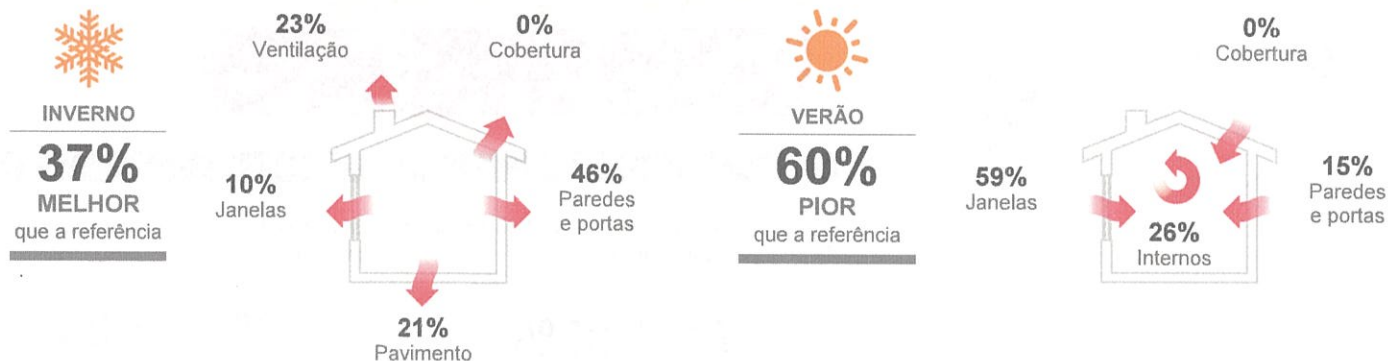 INVERNO
37%
MELHOR
que a referência
23%
Ventilação
0%
Cobertura
10%
Janelas
46%
Paredes
e portas
21%
Pavimento
VERÃO
60%
PIOR
que a referência
0%
Cobertura
59%
Janelas
15%
Paredes
e portas
26%
Internos